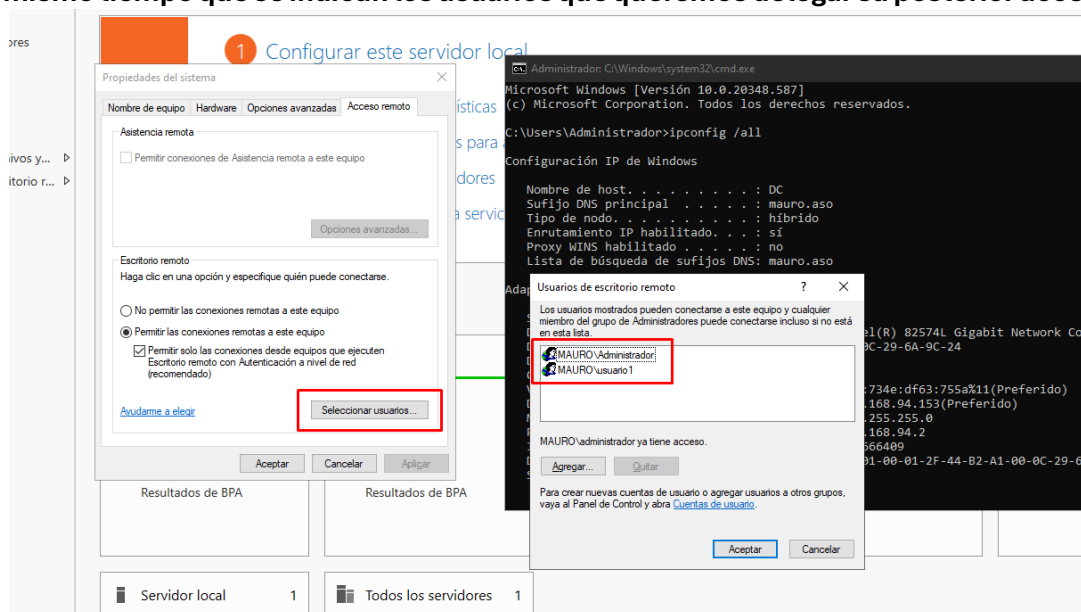 mismo tiempo que se indican los usuarios que queremos delegar su posterior
1 Configurar este servidor local
Propiedades del sistema
Nombre de equipo Hardware Opciones avanzadas Acceso remoto
Asistencia remota
Permitir conexiones de Asistencia remota a este equipo
Opciones avanzadas...
Escritorio remoto
Haga clic en una opción y especifique quién puede conectarse.
No permitir las conexiones remotas a este equipo
Permitir las conexiones remotas a este equipo
Permitir solo las conexiones desde equipos que ejecuten
Escritorio remoto con Autenticación a nivel de red
(recomendado)
Ayudame a elegir
Seleccionar usuarios...
Aceptar Cancelar Aplicar
ores
ivos y...
itorio r...
ísticas
s para
dores
a servic
Administrador: C:\Windows\system32\cmd.exe
Microsoft Windows [Versión 10.0.20348.587]
(c) Microsoft Corporation. Todos los derechos reservados.
C:\Users\Administrador>ipconfig /all
Configuración IP de Windows
Nombre de host. . . . . . . . . : DC
Sufijo DNS principal . . . . . : mauro.aso
Tipo de nodo. . . . . . . . . . : híbrido
Enrutamiento IP habilitado. . . : sí
Proxy WINS habilitado . . . . . : no
Lista de búsqueda de sufijos DNS: mauro.aso
Adap
el(R) 82574L Gigabit Network Co
0C-29-6A-9C-24
:734e:df63:755a%11(Preferido)
.168.94.153(Preferido)
.255.255.0
.168.94.2
666409
01-00-01-2F-44-B2-A1-00-0C-29-6
Usuarios de escritorio remoto ?
Los usuarios mostrados pueden conectarse a este equipo y cualquier
miembro del grupo de Administradores puede conectarse incluso si no está
en esta lista.
MAURO\Administrador
MAURO\usuario1
MAURO\administrador ya tiene acceso.
Agregar... Quitar
Para crear nuevas cuentas de usuario o agregar usuarios a otros grupos,
vaya al Panel de Control y abra Cuentas de usuario.
Aceptar Cancelar
Resultados de BPA
Resultados de BPA
Servidor local 1
Todos los servidores 1